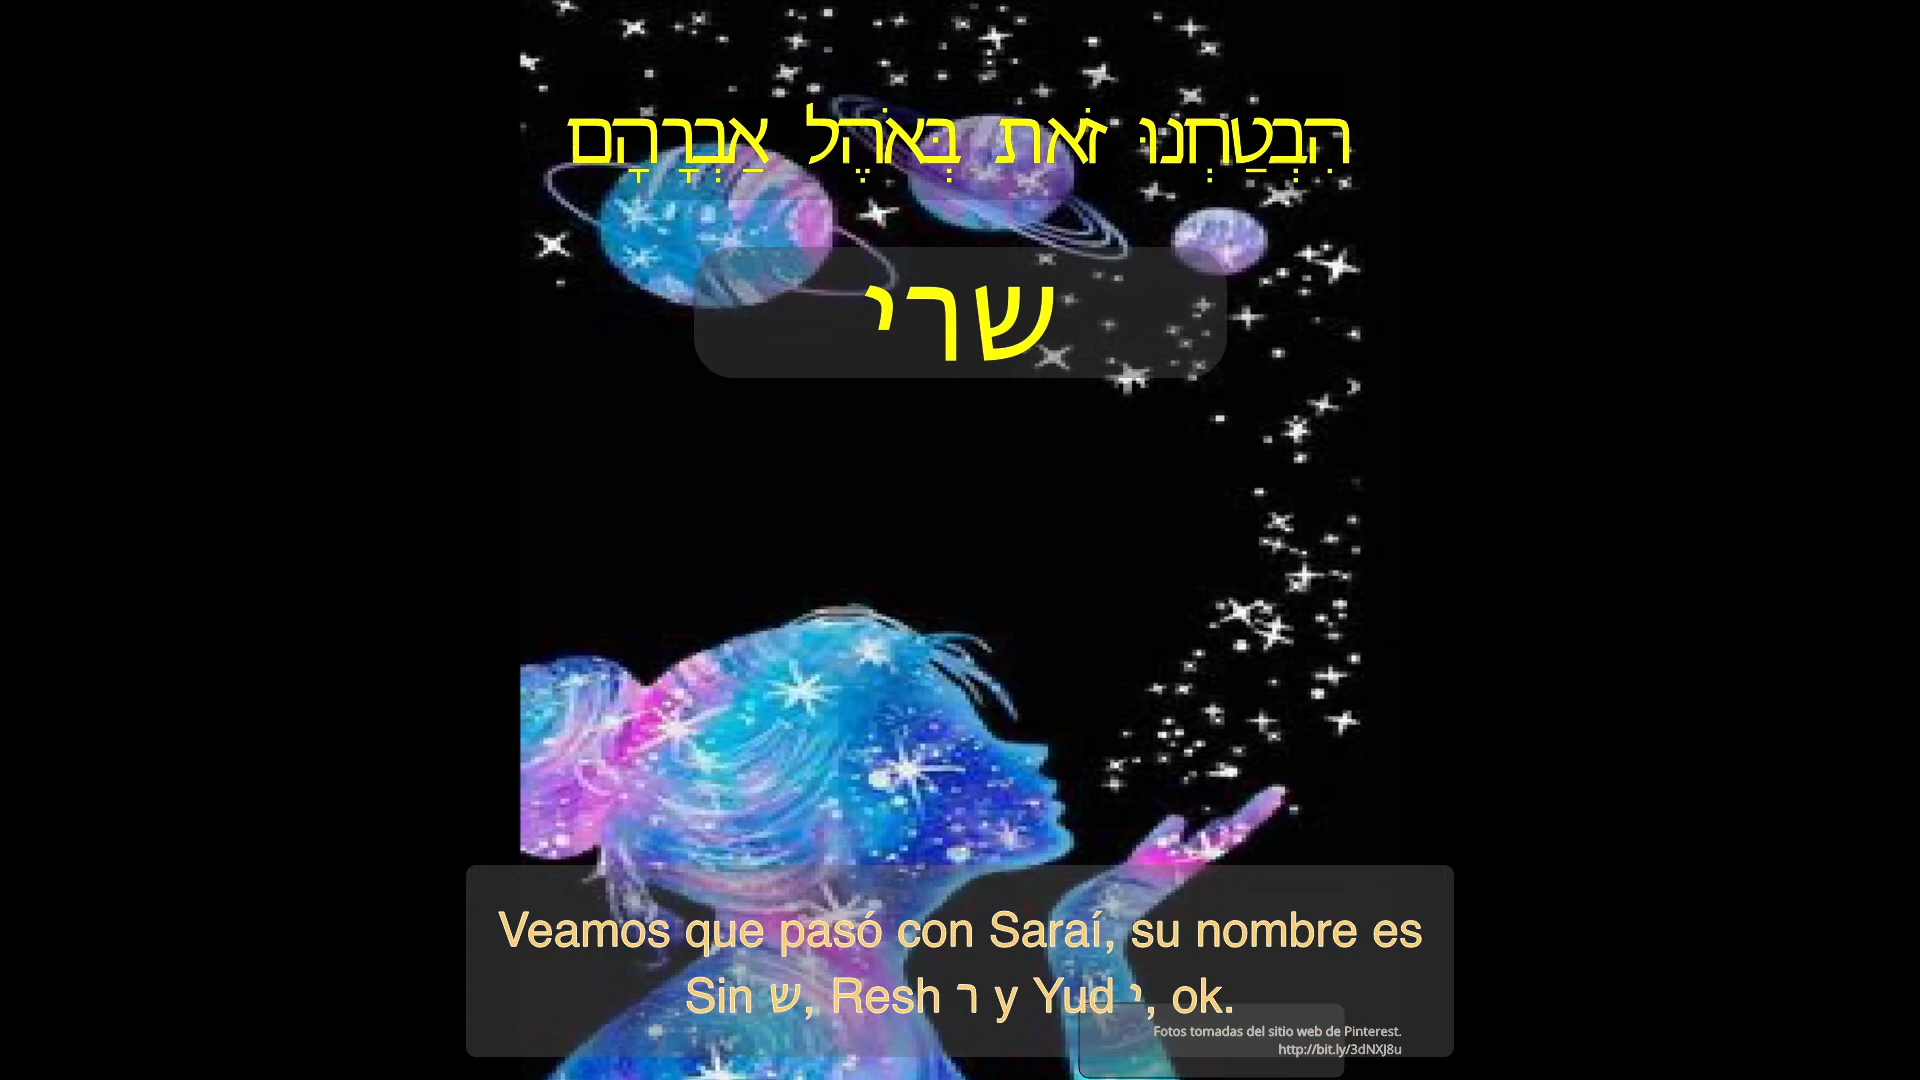 הִבְטַחְנוּ זֹאת בְּאֹהֶל אַבְרָהָם
שרי
Veamos que pasó con Saraí, su nombre es
Sin ש, Resh ר y Yud י, ok.
Fotos tomadas del sitio web de Pinterest.
http://bit.ly/3dNXJ8u